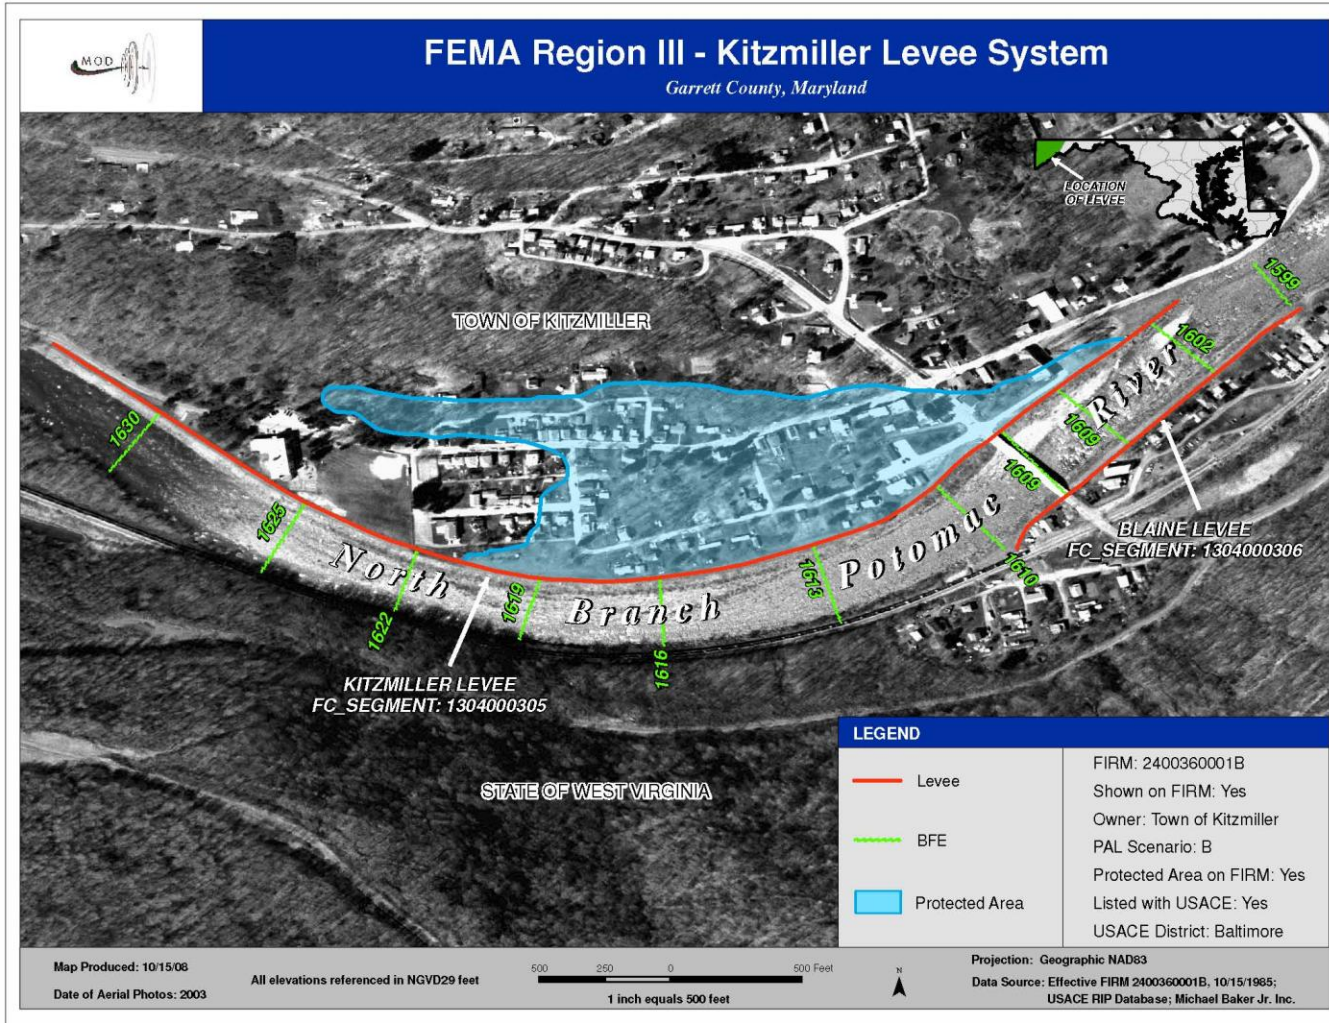 MOD
FEMA Region III - Kitzmiller Levee System
Garrett County, Maryland
LOCATION
OF LEVEE
1599
TOWN OF KITZMILLER
1602
River
1630
1609
1609
1625
Potomac
BLAINE LEVEE
FC_SEGMENT: 1304000306
North
1610
1613
1619
Branch
1622
1616
KITZMILLER LEVEE
FC_SEGMENT: 1304000305
STATE OF WEST VIRGINIA
LEGEND
Levee
BFE
Protected Area
FIRM: 2400360001B
Shown on FIRM: Yes
Owner: Town of Kitzmiller
PAL Scenario: B
Protected Area on FIRM: Yes
Listed with USACE: Yes
USACE District: Baltimore
Map Produced: 10/15/08
Date of Aerial Photos: 2003
All elevations referenced in NGVD29 feet
500 250 0 500 Feet
1 inch equals 500 feet
N
Projection: Geographic NAD83
Data Source: Effective FIRM 2400360001B, 10/15/1985;
USACE RIP Database; Michael Baker Jr. Inc.